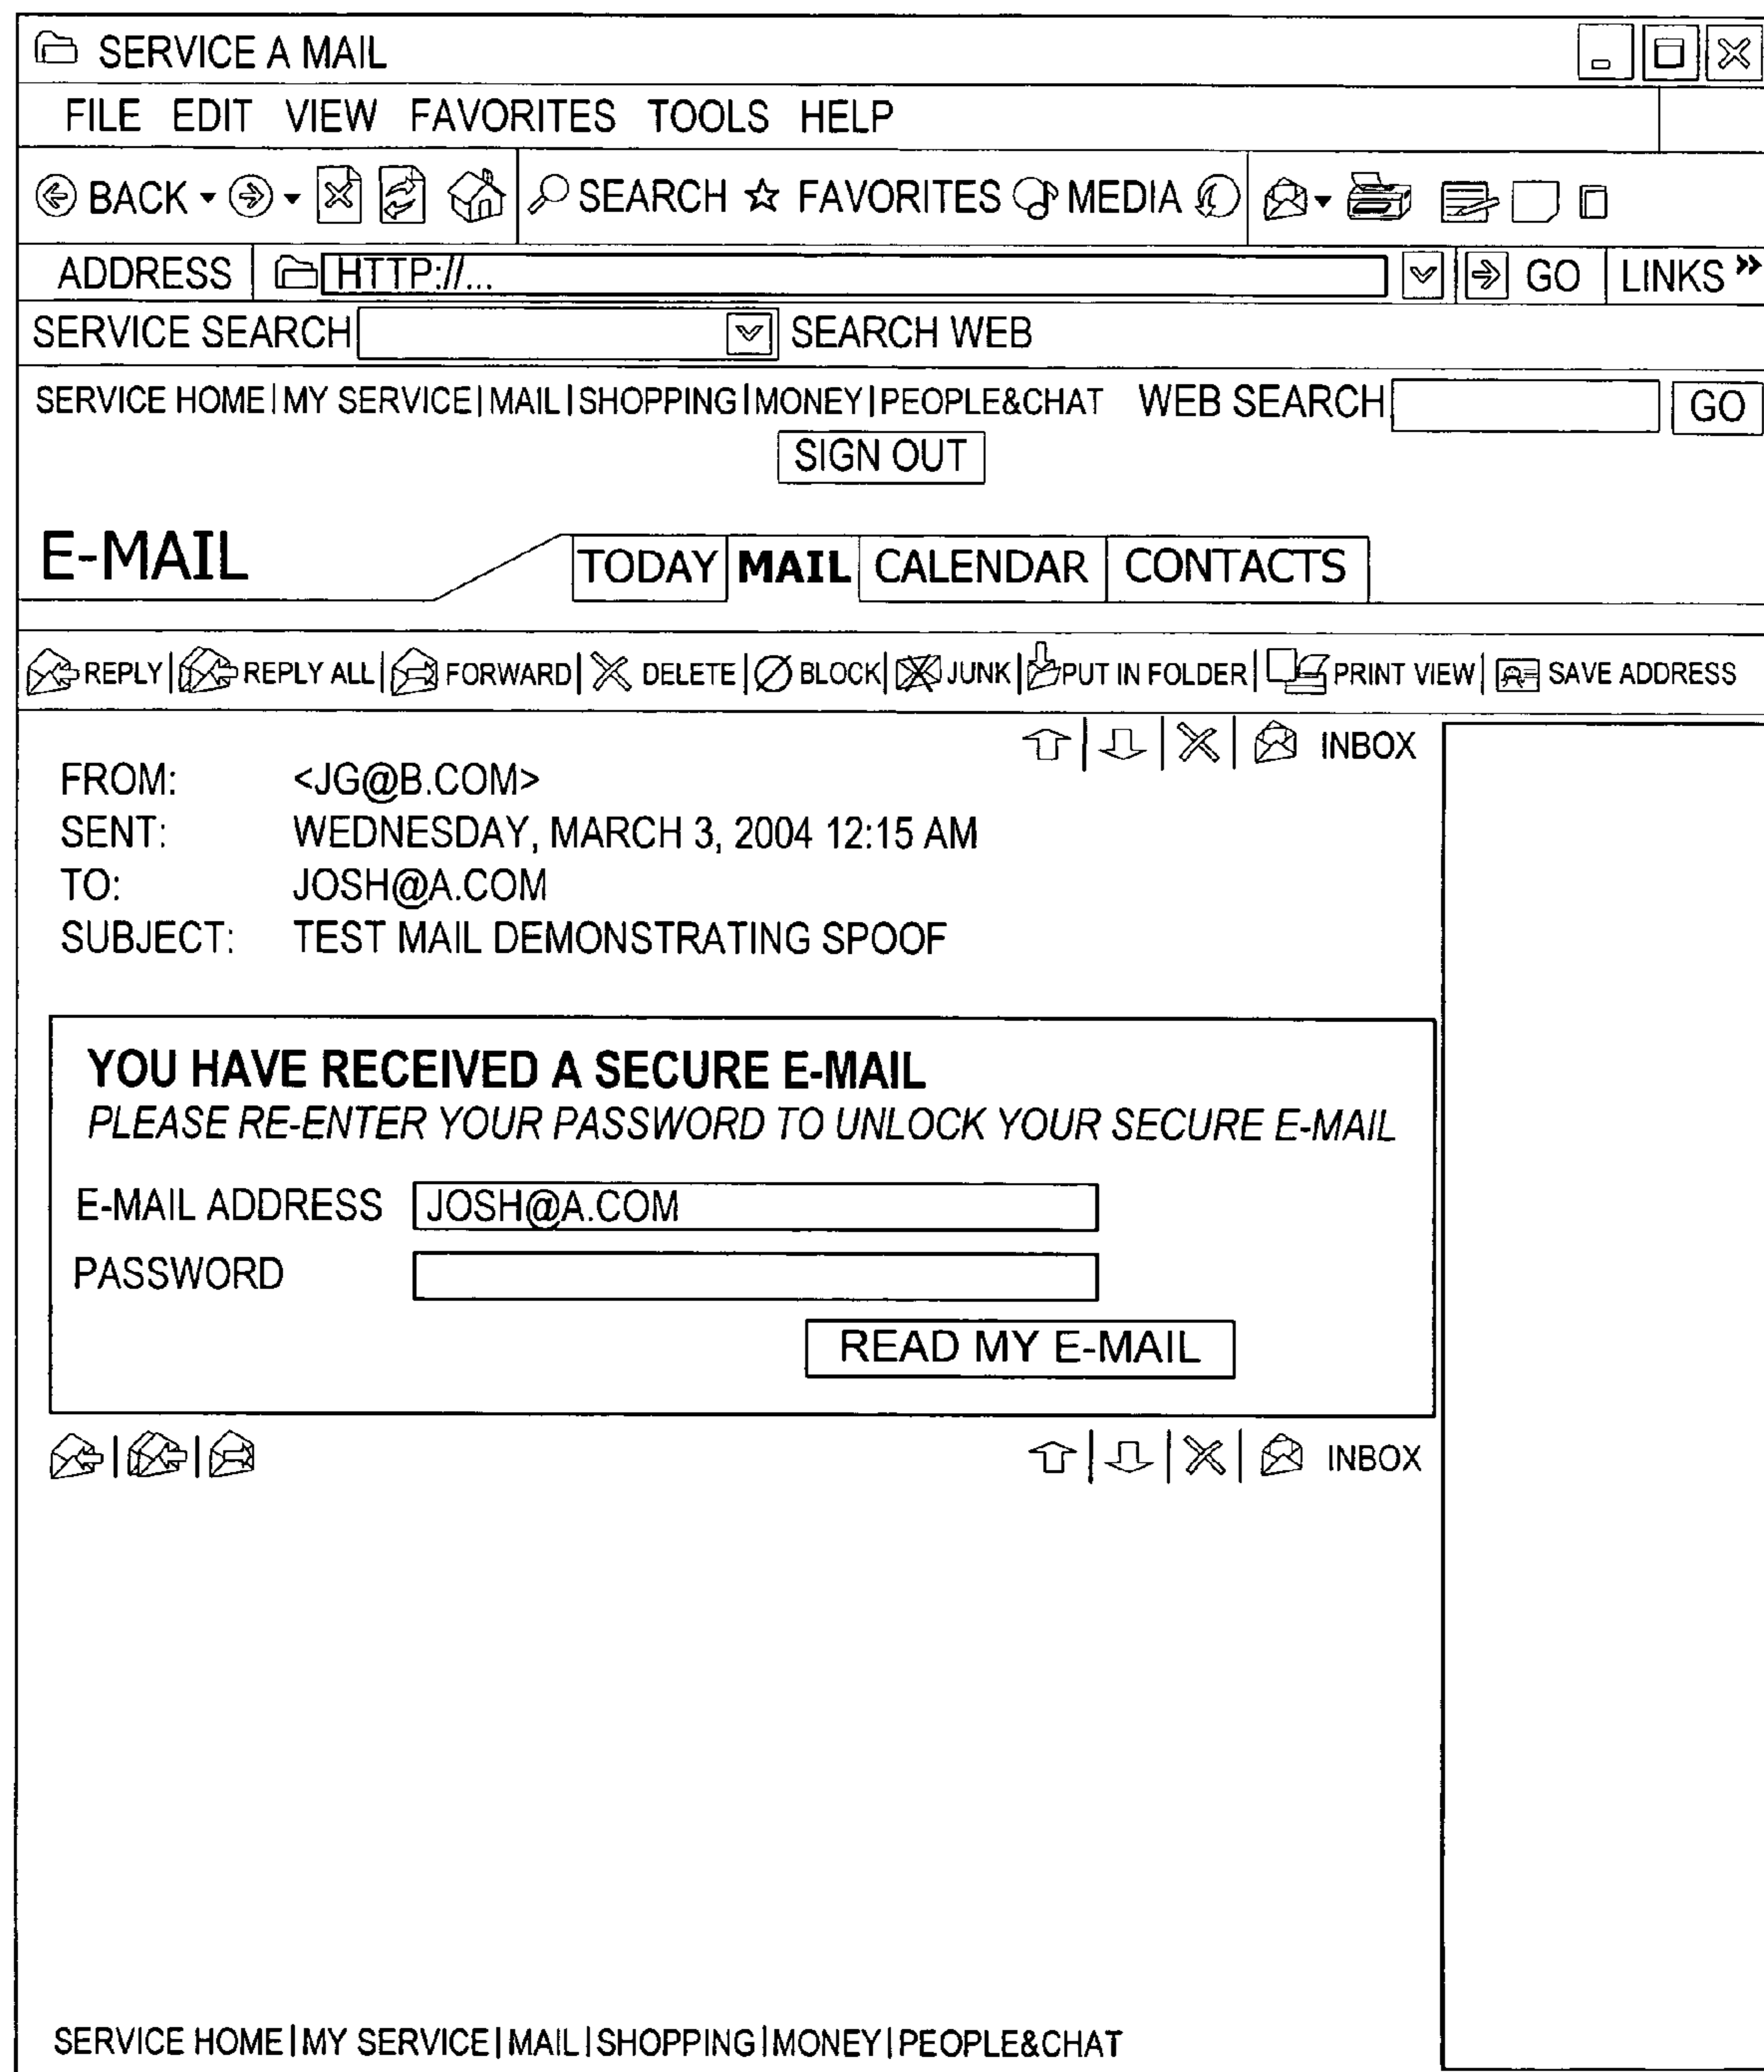 SERVICE A MAIL
FILE EDIT VIEW FAVORITES TOOLS HELP
BACK SEARCH FAVORITES MEDIA
ADDRESS HTTP://... GO LINKS »
SERVICE SEARCH SEARCH WEB
SERVICE HOME|MY SERVICE|MAIL|SHOPPING|MONEY|PEOPLE&CHAT WEB SEARCH GO
SIGN OUT
E-MAIL TODAY MAIL CALENDAR CONTACTS
REPLY| REPLY ALL| FORWARD| DELETE| BLOCK| JUNK| PUT IN FOLDER| PRINT VIEW| SAVE ADDRESS
INBOX
FROM: <JG@B.COM>
SENT: WEDNESDAY, MARCH 3, 2004 12:15 AM
TO: JOSH@A.COM
SUBJECT: TEST MAIL DEMONSTRATING SPOOF
YOU HAVE RECEIVED A SECURE E-MAIL
PLEASE RE-ENTER YOUR PASSWORD TO UNLOCK YOUR SECURE E-MAIL
E-MAIL ADDRESS JOSH@A.COM
PASSWORD
READ MY E-MAIL
INBOX
SERVICE HOME|MY SERVICE|MAIL|SHOPPING|MONEY|PEOPLE&CHAT